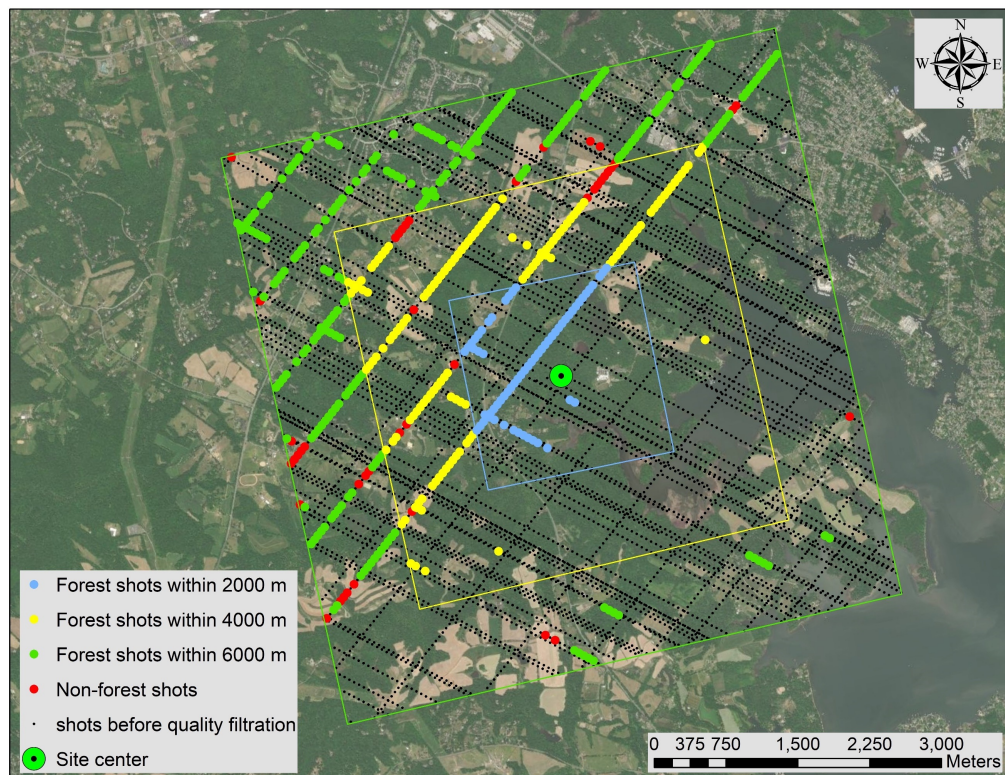 N
W E
S
Forest shots within 2000 m
Forest shots within 4000 m
Forest shots within 6000 m
Non-forest shots
shots before quality filtration
Site center
0 375 750 1,500 2,250 3,000
Meters